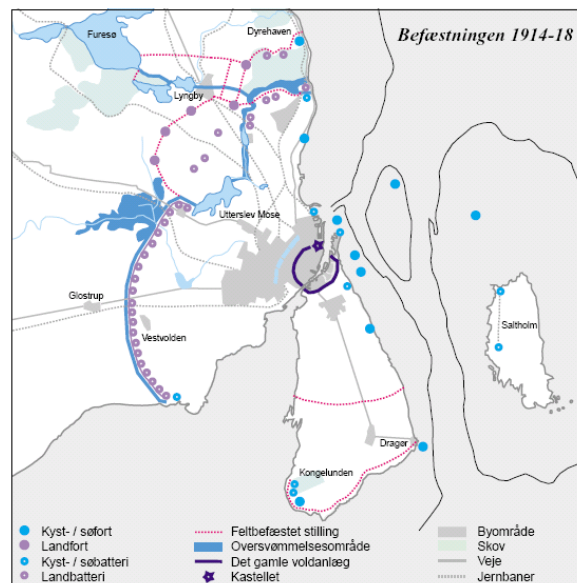 Befæstningen 1914-18
Furesø
Dyrehaven
Lyngby
Utterslev Mose
Glostrup
Vestvolden
Saltholm
Dragør
Kongelunden
Kyst- / søfort
Landfort
Kyst- / søbatteri
Landbatteri
Feltbefæstet stilling
Oversvømmelsesområde
Det gamle voldanlæg
Kastellet
Byområde
Skov
Veje
Jernbaner